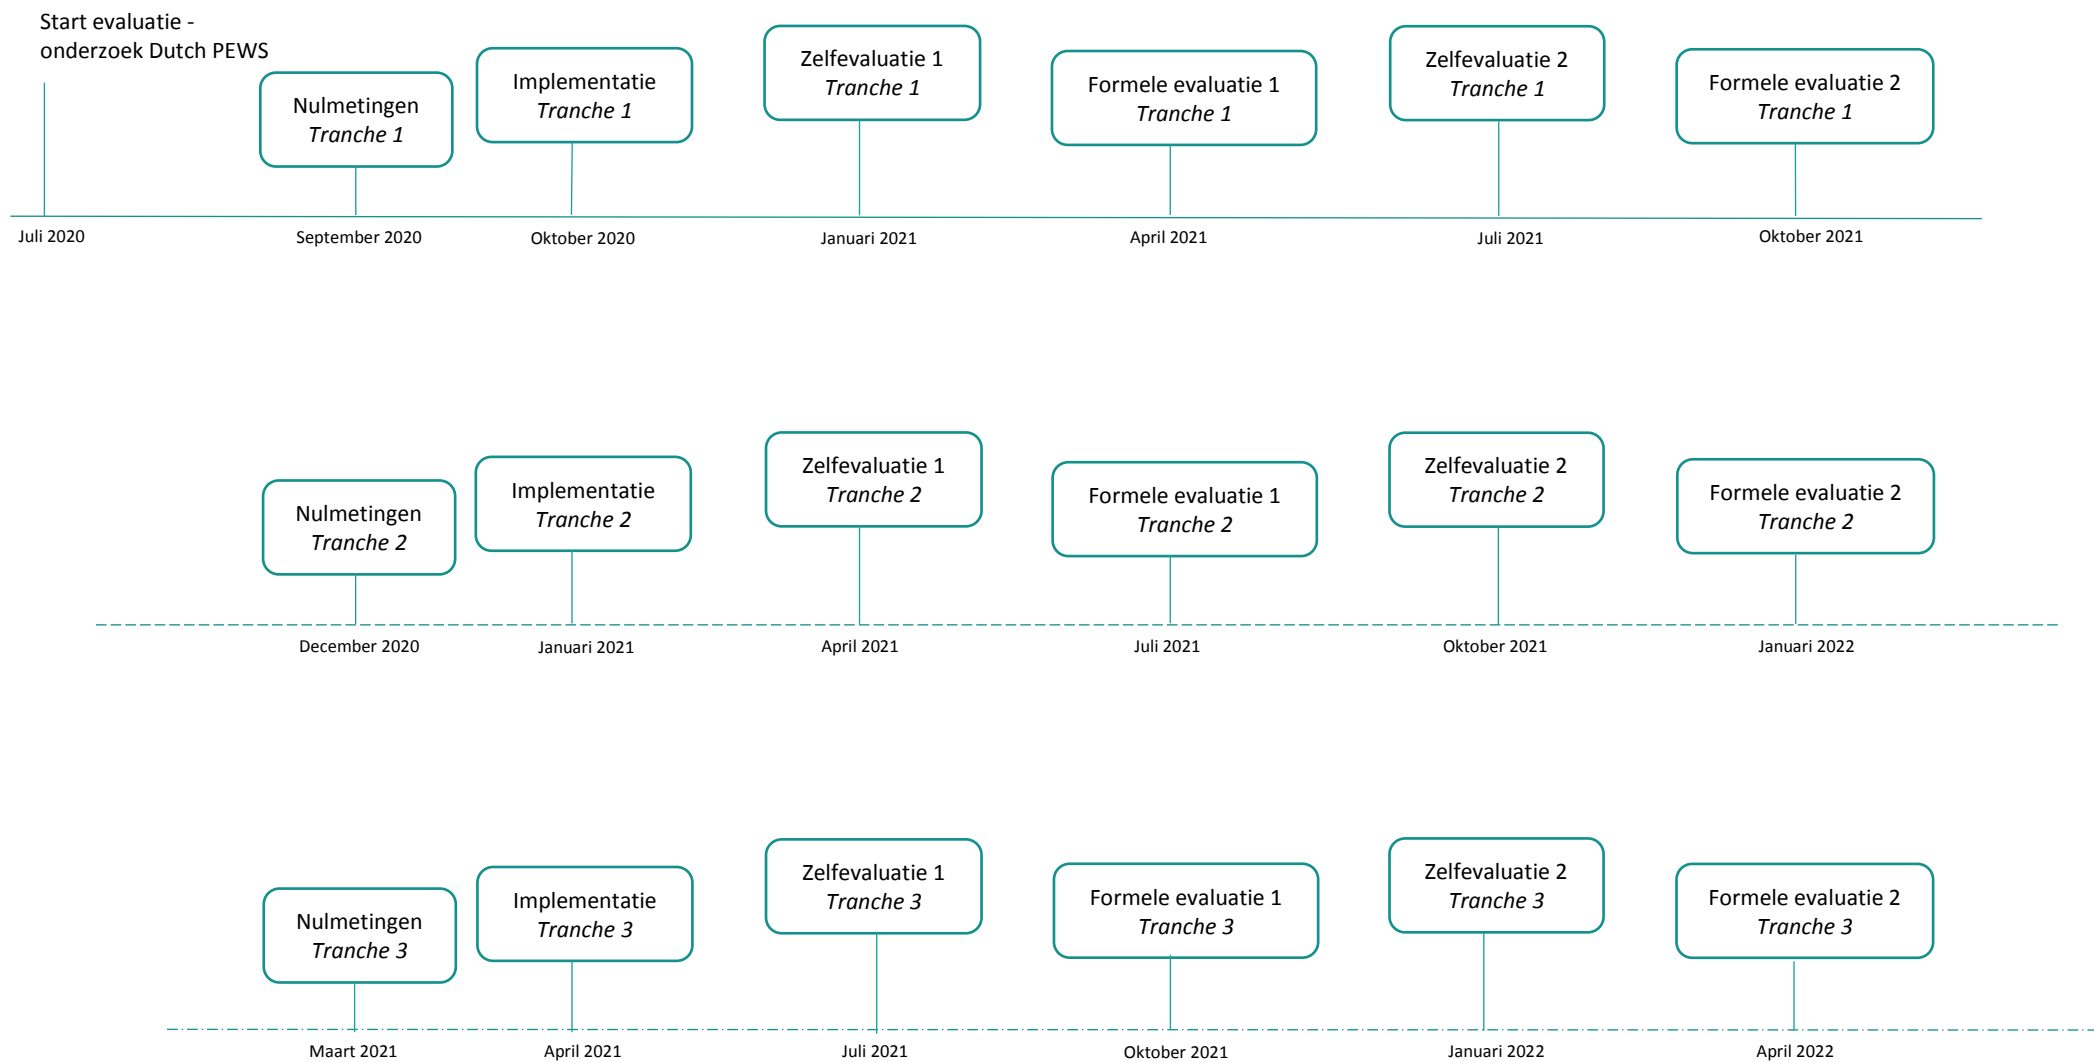 Start evaluatie -
onderzoek Dutch PEWS
Nulmetingen
Tranche 1
Implementatie
Tranche 1
Zelfevaluatie 1
Tranche 1
Formele evaluatie 1
Tranche 1
Zelfevaluatie 2
Tranche 1
Formele evaluatie 2
Tranche 1
Juli 2020
September 2020
Oktober 2020
Januari 2021
April 2021
Juli 2021
Oktober 2021
Nulmetingen
Tranche 2
Implementatie
Tranche 2
Zelfevaluatie 1
Tranche 2
Formele evaluatie 1
Tranche 2
Zelfevaluatie 2
Tranche 2
Formele evaluatie 2
Tranche 2
December 2020
Januari 2021
April 2021
Juli 2021
Oktober 2021
Januari 2022
Nulmetingen
Tranche 3
Implementatie
Tranche 3
Zelfevaluatie 1
Tranche 3
Formele evaluatie 1
Tranche 3
Zelfevaluatie 2
Tranche 3
Formele evaluatie 2
Tranche 3
Maart 2021
April 2021
Juli 2021
Oktober 2021
Januari 2022
April 2022